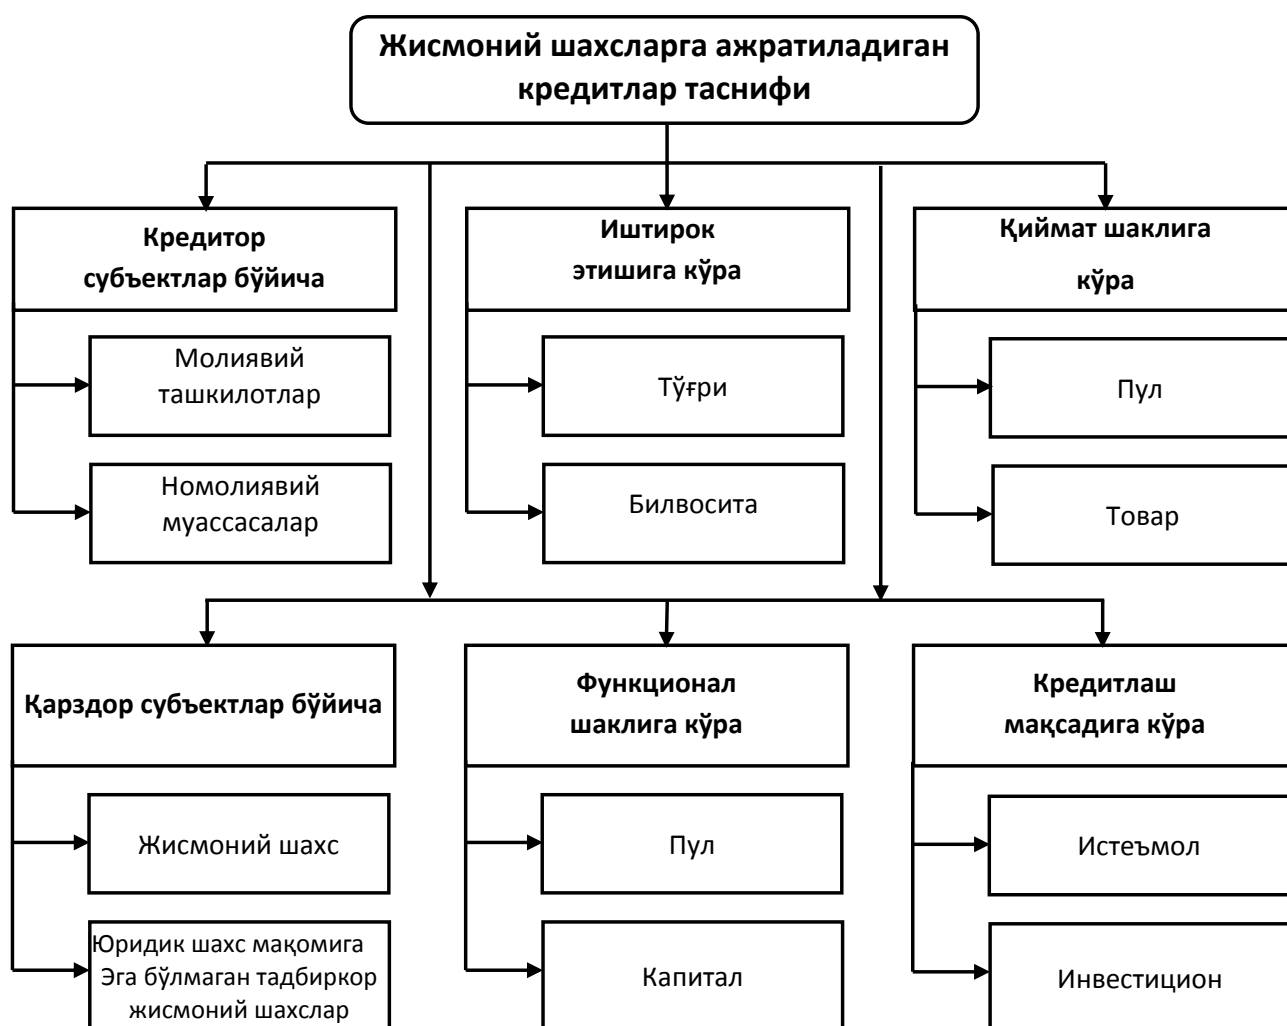 Жисмоний шахсларга ажратиладиган
кредитлар таснифи
Кредитор
субъектлар бўйича
Иштирок
этишига кўра
Қиймат шаклига
кўра
Молиявий
ташкилотлар
Тўғри
Пул
Номолиявий
муассасалар
Билвосита
Товар
Қарздор субъектлар бўйича
Функционал
шаклига кўра
Кредитлаш
мақсадига кўра
Жисмоний шахс
Пул
Истеъмол
Юридик шахс мақомига
Эга бўлмаган тадбиркор
жисмоний шахслар
Капитал
Инвестицион